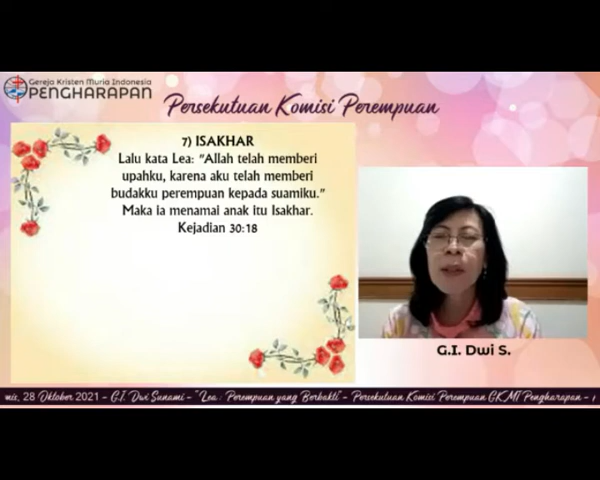 Gereja Kristen Muria Indonesia
PENGHARAPAN
Persekutuan Komisi Perempuan
7) ISAKHAR
Lalu kata Lea: "Allah telah memberi
upahku, karena aku telah memberi
budakku perempuan kepada suamiku."
Maka ia menamai anak itu Isakhar.
Kejadian 30:18
G.I. Dwi S.
mis, 28 Oktober 2021 - G.I. Dwi Sunami - "Lea : Perempuan yang Berbakti" - Persekutuan Komisi Perempuan GKMI Pengharapan -